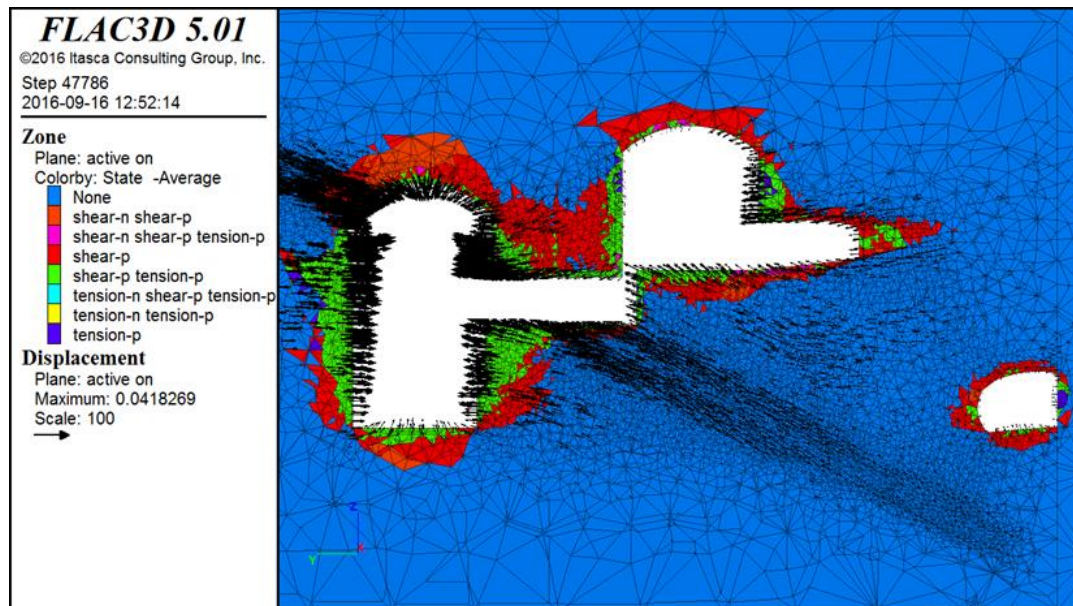 FLAC3D 5.01
©2016 Itasca Consulting Group, Inc.
Step 47786
2016-09-16 12:52:14
Zone
Plane: active on
Colorby: State -Average
None
shear-n shear-p
shear-n shear-p tension-p
shear-p
shear-p tension-p
tension-n shear-p tension-p
tension-n tension-p
tension-p
Displacement
Plane: active on
Maximum: 0.0418269
Scale: 100
Z
Y
X